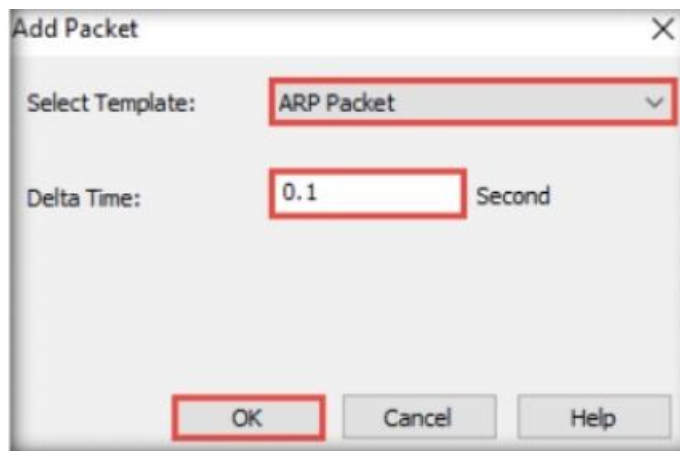 Add Packet
Select Template: ARP Packet
Delta Time: 0.1 Second
OK Cancel Help